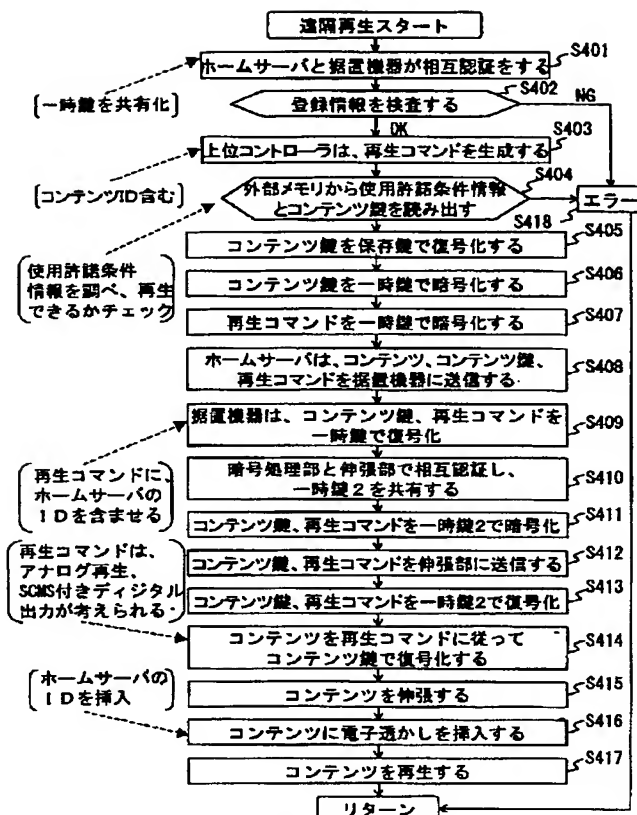 遠隔再生スタート
S401
ホームサーバと据置機器が相互認証をする
S402
[一時鍵を共有化]
登録情報を検査する
NG
OK
S403
上位コントローラは、再生コマンドを生成する
S404
[コンテンツID含む]
外部メモリから使用許諾条件情報
とコンテンツ鍵を読み出す
エラー
S418
S405
コンテンツ鍵を保存鍵で復号化する
使用許諾条件
情報を調べ、再生
できるかチェック
S406
コンテンツ鍵を一時鍵で暗号化する
S407
再生コマンドを一時鍵で暗号化する
S408
ホームサーバは、コンテンツ、コンテンツ鍵、
再生コマンドを据置機器に送信する
S409
据置機器は、コンテンツ鍵、再生コマンドを
一時鍵で復号化
再生コマンドに、
ホームサーバの
IDを含ませる
S410
暗号処理部と伸張部で相互認証し、
一時鍵2を共有する
S411
コンテンツ鍵、再生コマンドを一時鍵2で暗号化
再生コマンドは、
アナログ再生、
SCMS付きディジタル
出力が考えられる
S412
コンテンツ鍵、再生コマンドを伸張部に送信する
S413
コンテンツ鍵、再生コマンドを一時鍵2で復号化
S414
コンテンツを再生コマンドに従って
コンテンツ鍵で復号化する
ホームサーバの
IDを挿入
S415
コンテンツを伸張する
S416
コンテンツに電子透かしを挿入する
S417
コンテンツを再生する
リターン